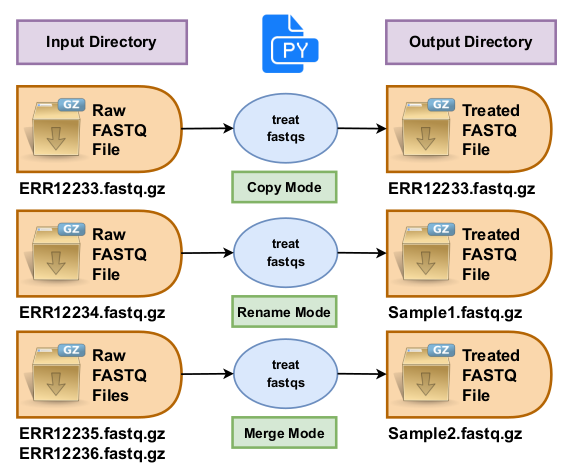 Input Directory
PY
Output Directory
GZ
Raw
FASTQ
File
treat
fastqs
GZ
Treated
FASTQ
File
ERR12233.fastq.gz
Copy Mode
ERR12233.fastq.gz
GZ
Raw
FASTQ
File
treat
fastqs
GZ
Treated
FASTQ
File
ERR12234.fastq.gz
Rename Mode
Sample1.fastq.gz
GZ
Raw
FASTQ
Files
treat
fastqs
GZ
Treated
FASTQ
File
ERR12235.fastq.gz
ERR12236.fastq.gz
Merge Mode
Sample2.fastq.gz